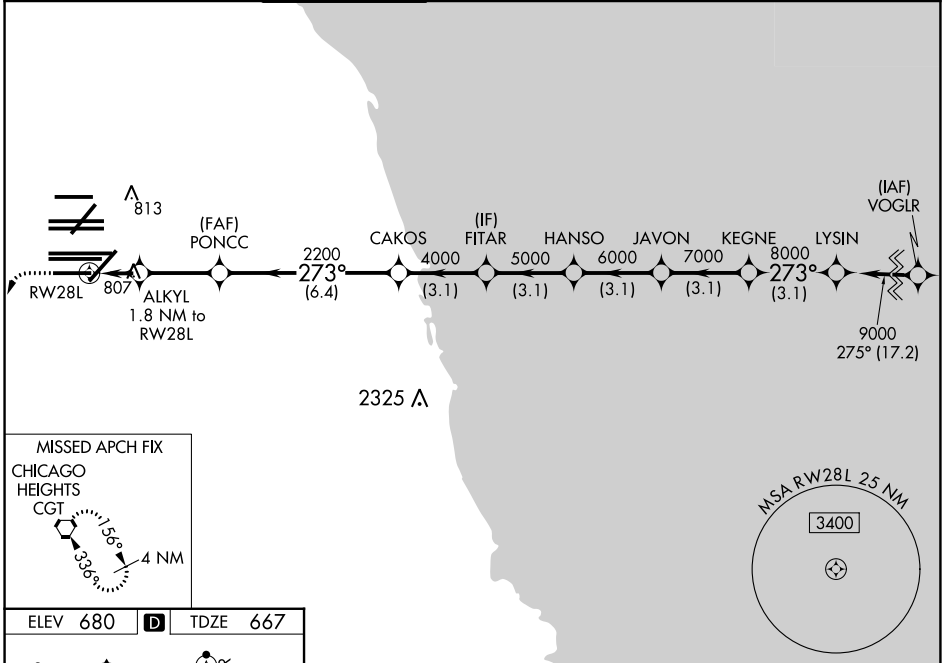 813
(FAF)
PONCC
2200
273°
(6.4)
CAKOS
4000
(3.1)
(IF)
FITAR
5000
(3.1)
HANSO
6000
(3.1)
JAVON
7000
(3.1)
KEGNE
8000
273°
(3.1)
LYSIN
(IAF)
VOGLR
9000
275° (17.2)
RW28L
807
ALKYL
1.8 NM to
RW28L
2325
MISSED APCH FIX
CHICAGO
HEIGHTS
CGT
156°
336°
4 NM
MSA RW28L 25 NM
3400
ELEV 680 D TDZE 667